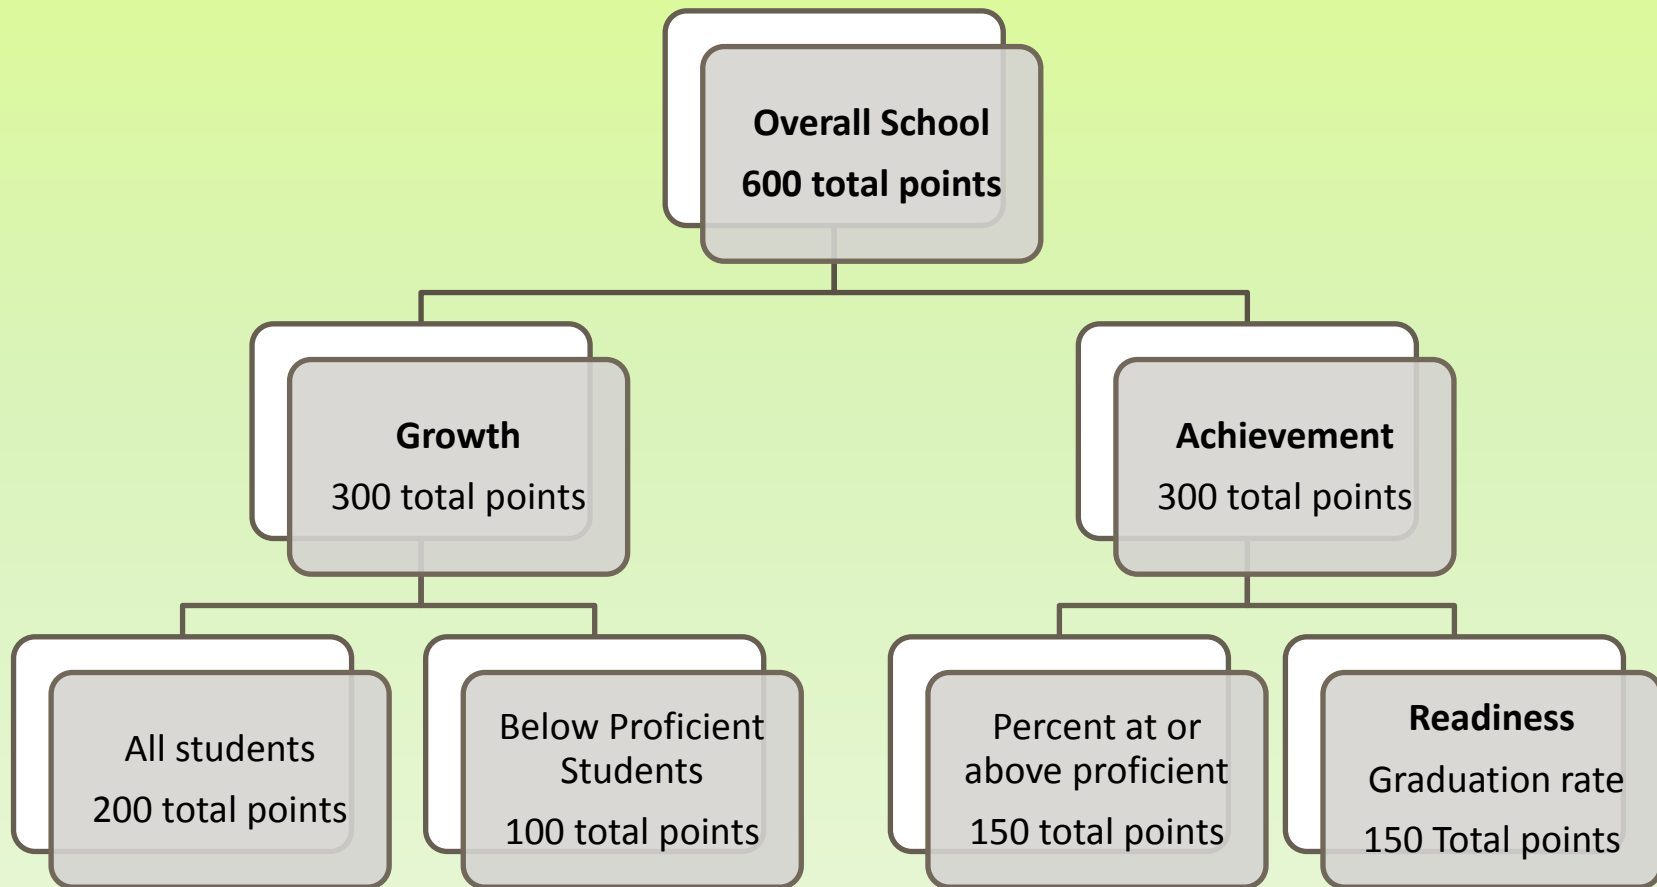 Overall School
600 total points
Growth
300 total points
Achievement
300 total points
All students
200 total points
Below Proficient
Students
100 total points
Percent at or
above proficient
150 total points
Readiness
Graduation rate
150 Total points